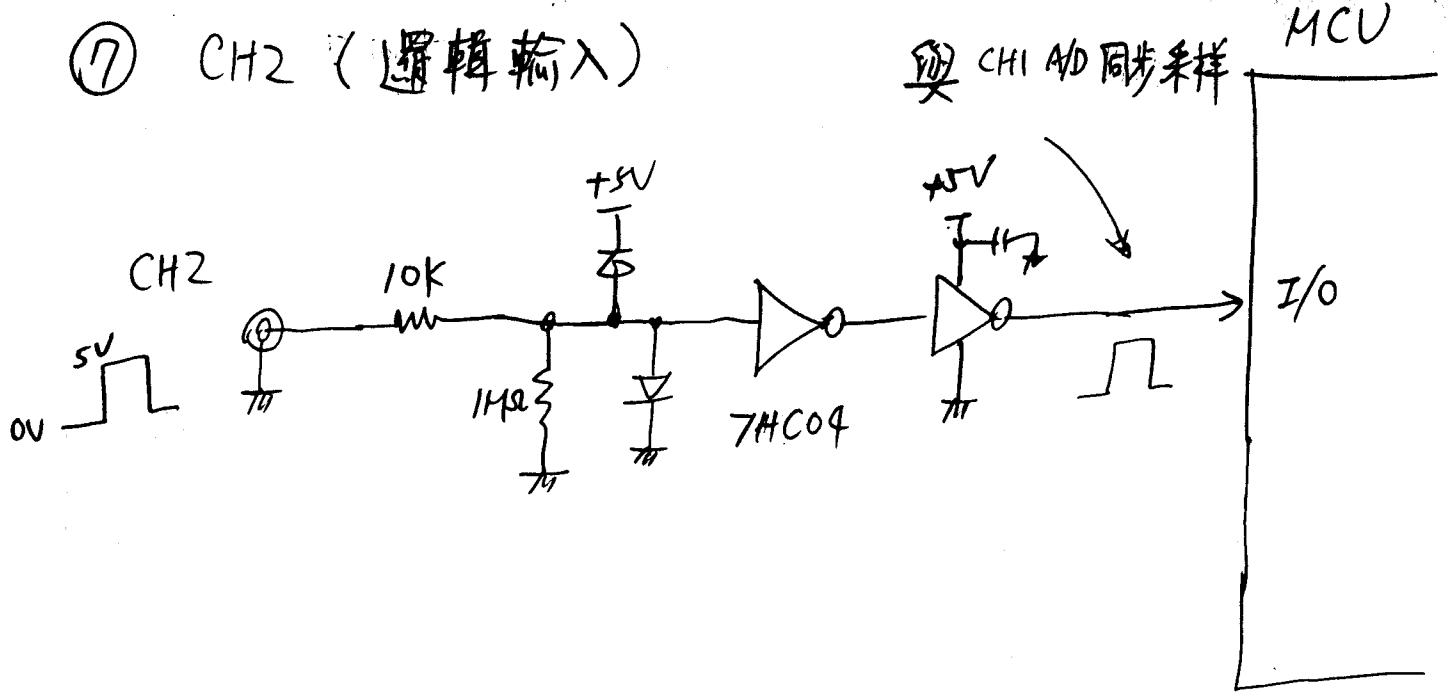 ⑦ CH2 (邏輯輸入)
與 CH1 A/D 同步采样
MCU
+5V
+5V
CH2
10K
I/O
5V
0V
1MΩ
7HC04